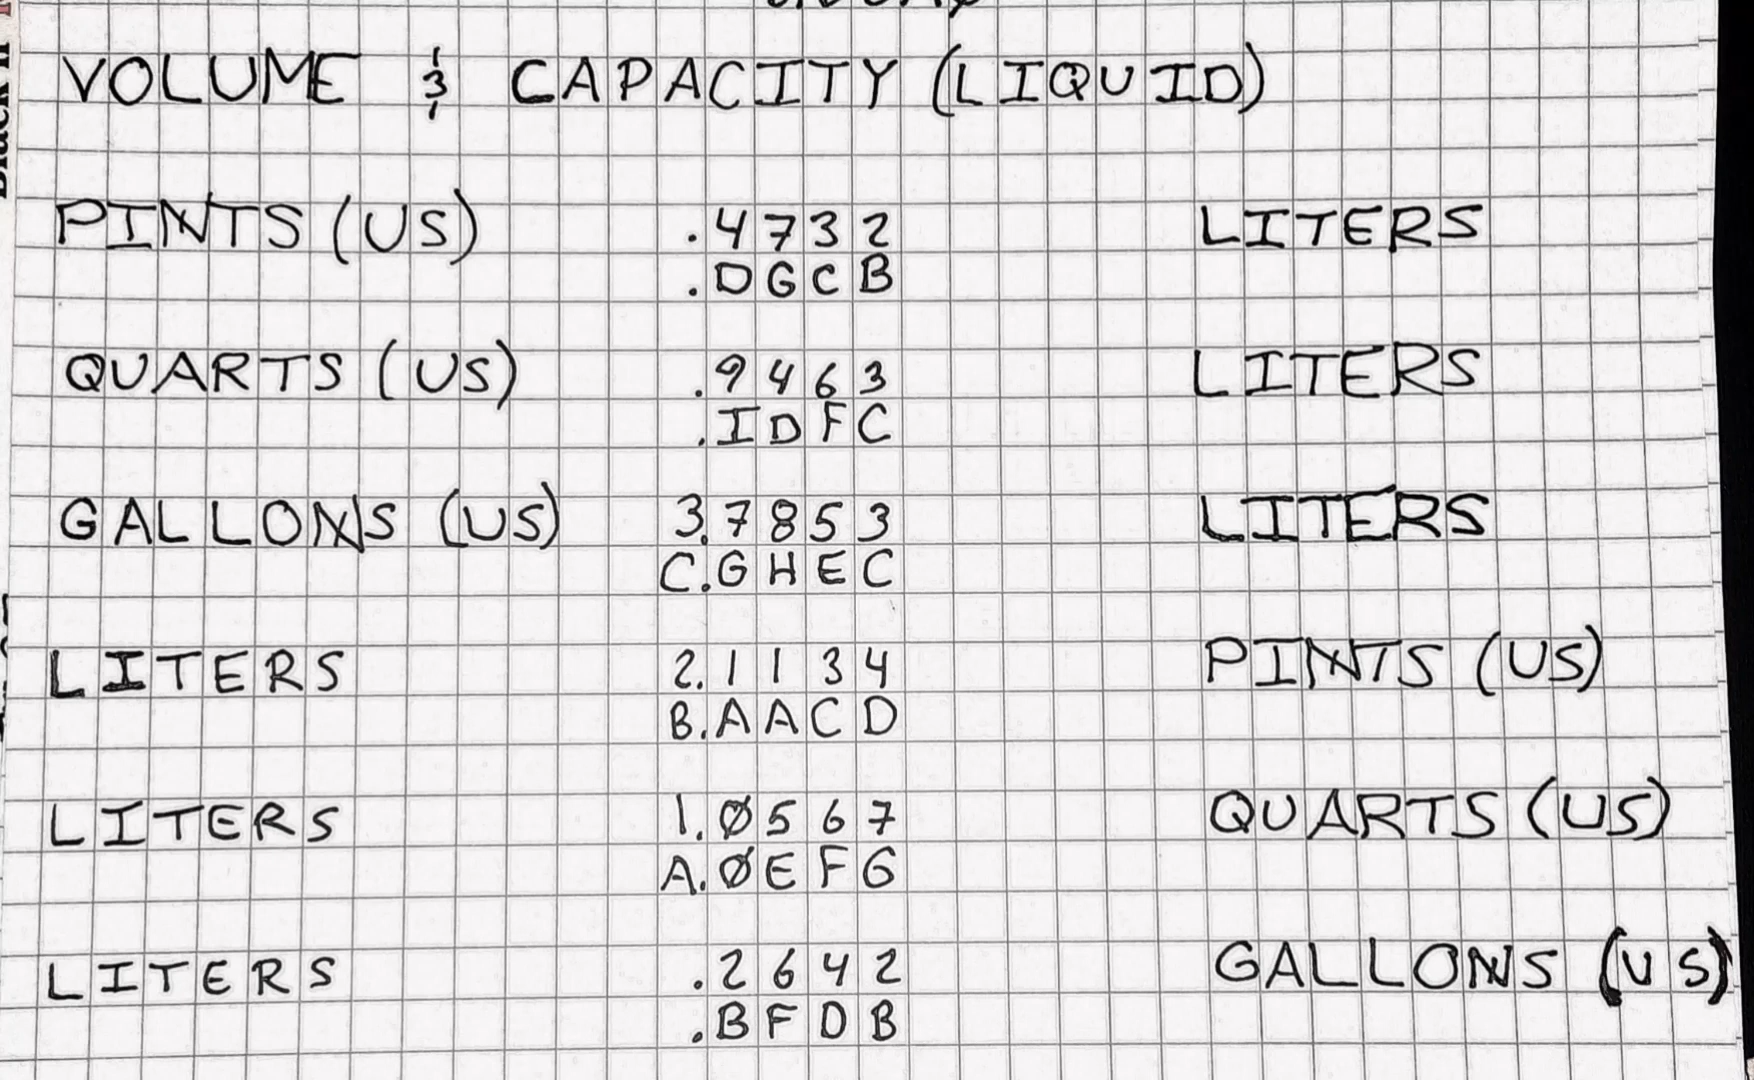 VOLUME & CAPACITY (LIQUID)
PINTS (US) .4732 LITERS
.DGCB
QUARTS (US) .9463 LITERS
.IDFC
GALLONS (US) 3.7853 LITERS
C.GHEC
LITERS 2.1134 PINTS (US)
B.AACD
LITERS 1.0567 QUARTS (US)
A.ØEFG
LITERS .2642 GALLONS (US)
.BFDB